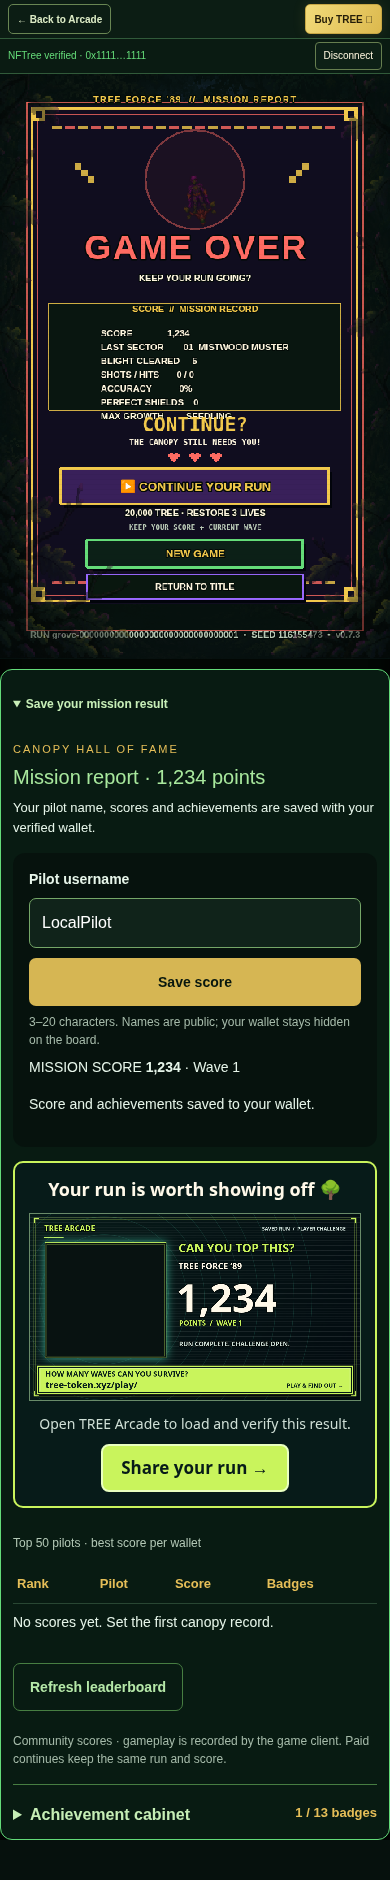 ← Back to Arcade
Buy TREE
NFTree verified · 0x1111…1111
Disconnect
TREE FORCE '89 // MISSION REPORT
GAME OVER
KEEP YOUR RUN GOING?
SCORE // MISSION RECORD
SCORE 1,234
LAST SECTOR 01 MISTWOOD MUSTER
BLIGHT CLEARED 5
SHOTS / HITS 0 / 0
ACCURACY 0%
PERFECT SHIELDS 0
MAX GROWTH SEEDLING
CONTINUE?
THE CANOPY STILL NEEDS YOU!
CONTINUE YOUR RUN
20,000 TREE · RESTORE 3 LIVES
KEEP YOUR SCORE + CURRENT WAVE
NEW GAME
RETURN TO TITLE
SEED 116155473 • v0.7.3
▼ Save your mission result
CANOPY HALL OF FAME
Mission report · 1,234 points
Your pilot name, scores and achievements are saved with your
verified wallet.
Pilot username
LocalPilot
Save score
3–20 characters. Names are public; your wallet stays hidden
on the board.
MISSION SCORE 1,234 · Wave 1
Score and achievements saved to your wallet.
Your run is worth showing off 🌳
TREE ARCADE
SAVED RUN / PLAYER CHALLENGE
CAN YOU TOP THIS?
TREE FORCE '89
1,234
POINTS / WAVE 1
RUN COMPLETE. CHALLENGE OPEN.
HOW MANY WAVES CAN YOU SURVIVE?
tree-token.xyz/play/
PLAY & FIND OUT →
Open TREE Arcade to load and verify this result.
Share your run →
Top 50 pilots · best score per wallet
Rank Pilot Score Badges
No scores yet. Set the first canopy record.
Refresh leaderboard
Community scores · gameplay is recorded by the game client. Paid
continues keep the same run and score.
▶ Achievement cabinet
1 / 13 badges